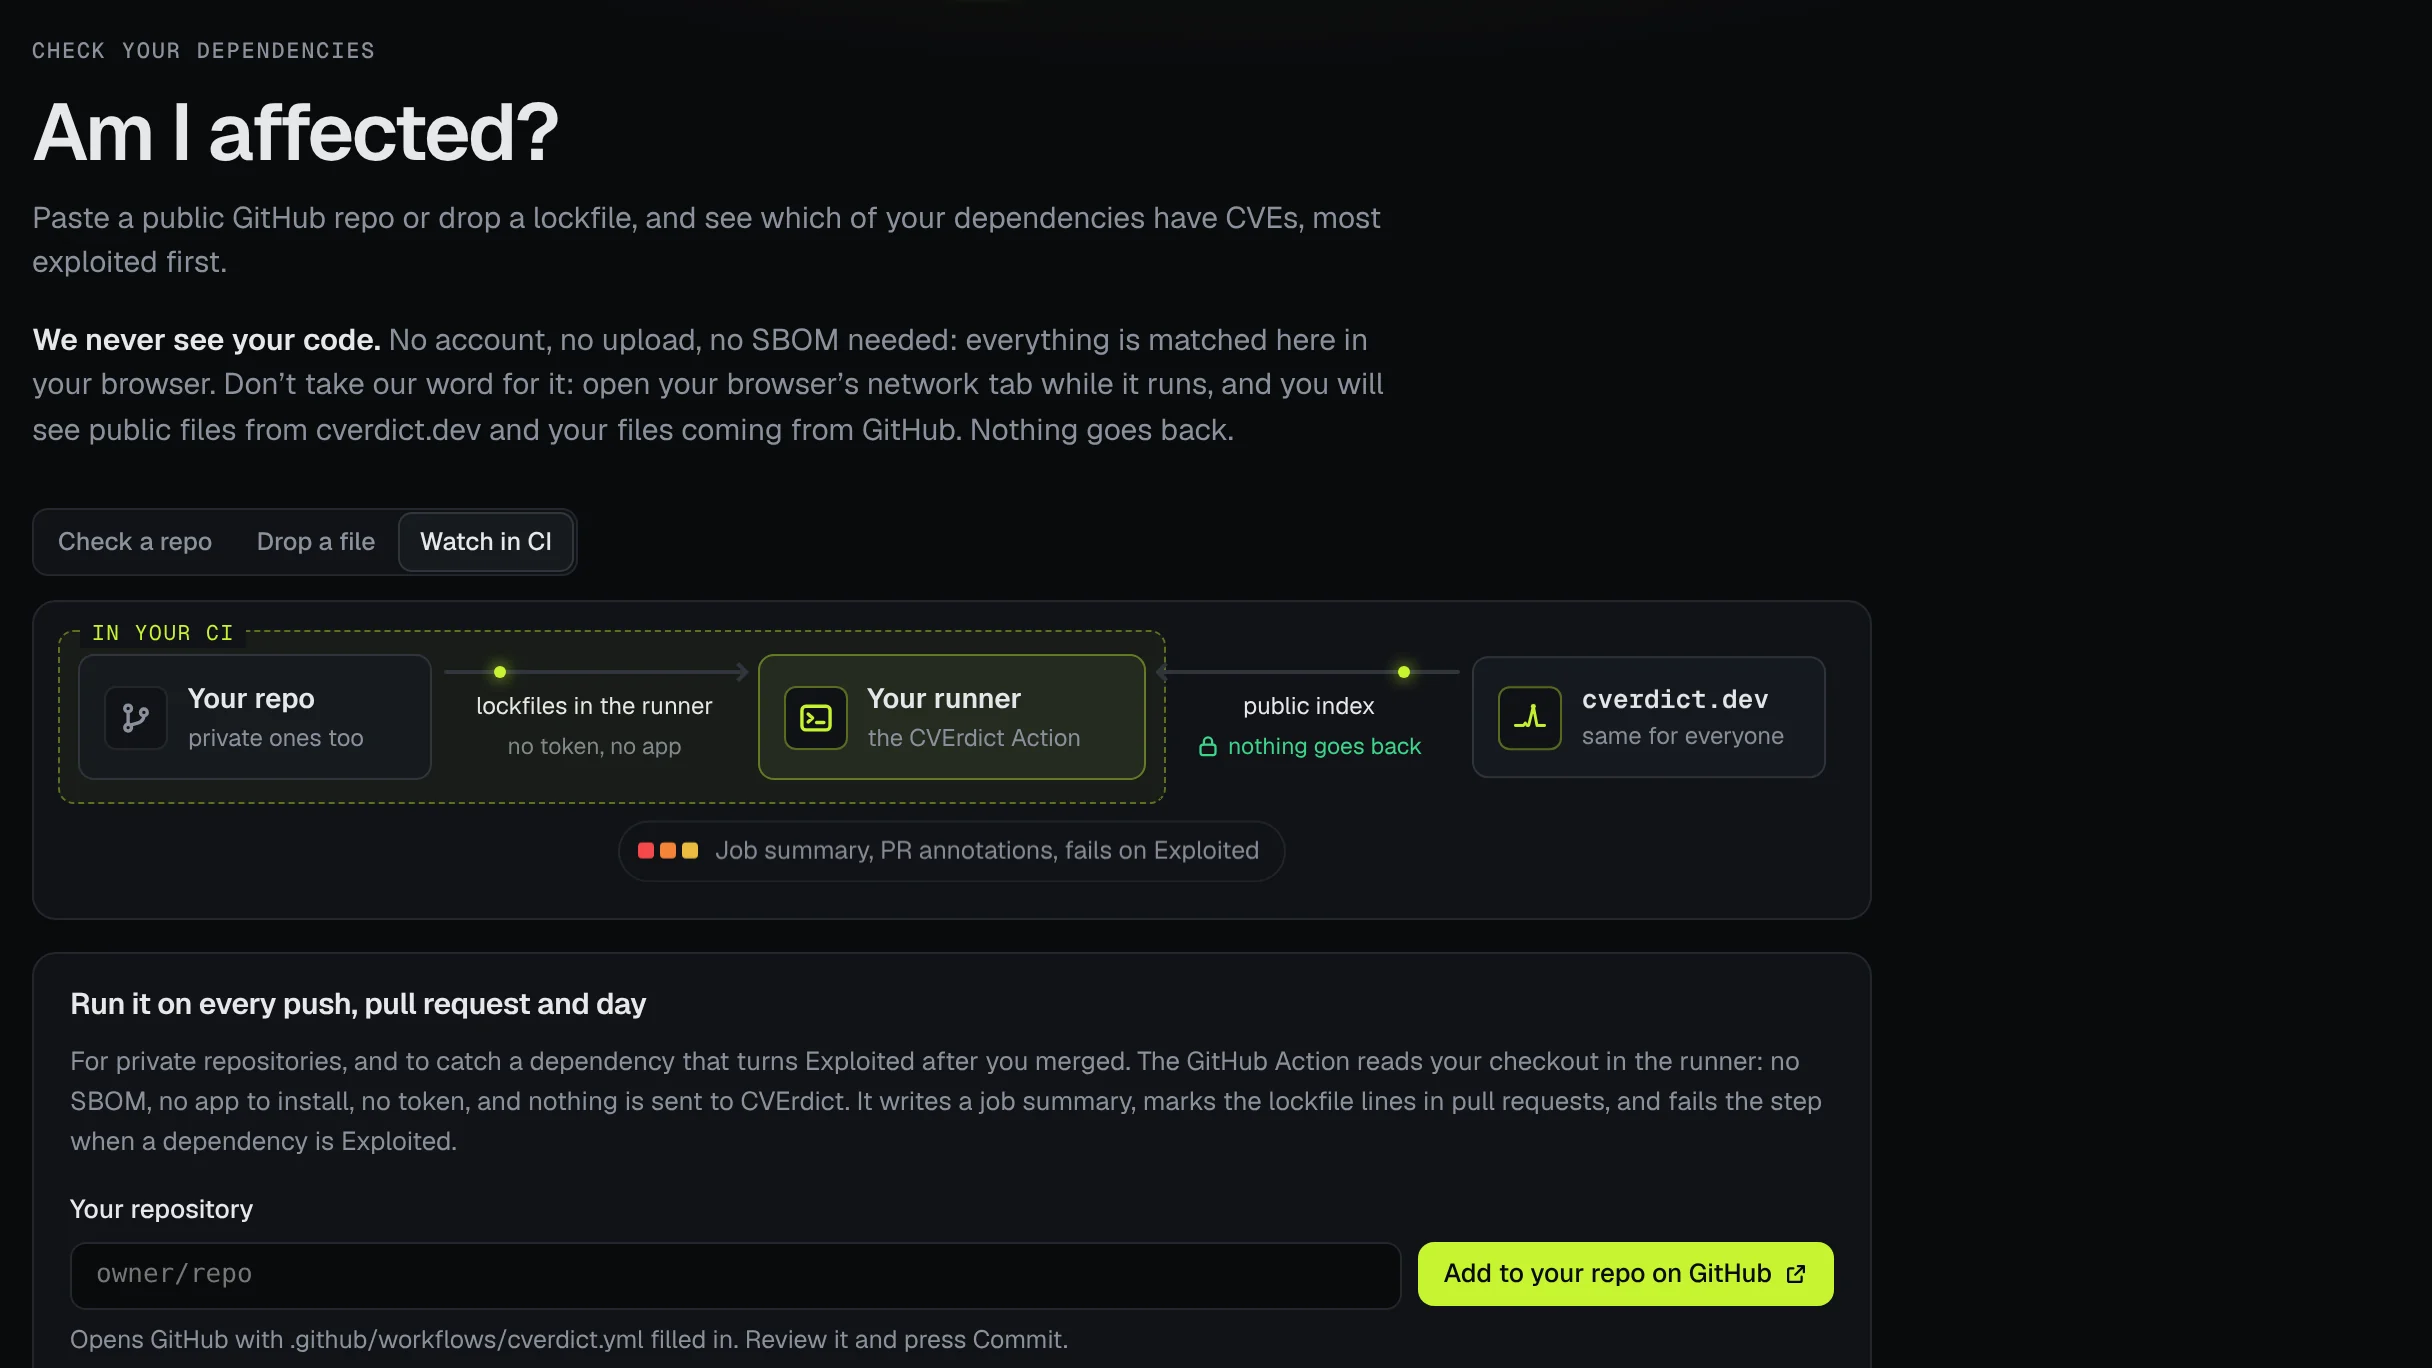 CHECK YOUR DEPENDENCIES
Am I affected?
Paste a public GitHub repo or drop a lockfile, and see which of your dependencies have CVEs, most
exploited first.
We never see your code. No account, no upload, no SBOM needed: everything is matched here in
your browser. Don’t take our word for it: open your browser’s network tab while it runs, and you will
see public files from cverdict.dev and your files coming from GitHub. Nothing goes back.
Check a repo
Drop a file
Watch in CI
IN YOUR CI
Your repo
private ones too
lockfiles in the runner
no token, no app
Your runner
the CVErdict Action
public index
nothing goes back
cverdict.dev
same for everyone
Job summary, PR annotations, fails on Exploited
Run it on every push, pull request and day
For private repositories, and to catch a dependency that turns Exploited after you merged. The GitHub Action reads your checkout in the runner: no
SBOM, no app to install, no token, and nothing is sent to CVErdict. It writes a job summary, marks the lockfile lines in pull requests, and fails the step
when a dependency is Exploited.
Your repository
owner/repo
Add to your repo on GitHub
Opens GitHub with .github/workflows/cverdict.yml filled in. Review it and press Commit.